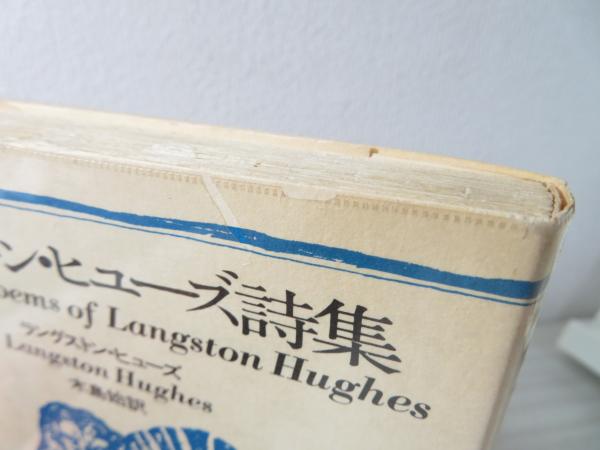 ン・ヒューズ詩集
oems of Langston Hughes
ラングストン・ヒューズ
Langston Hughes
木島始訳